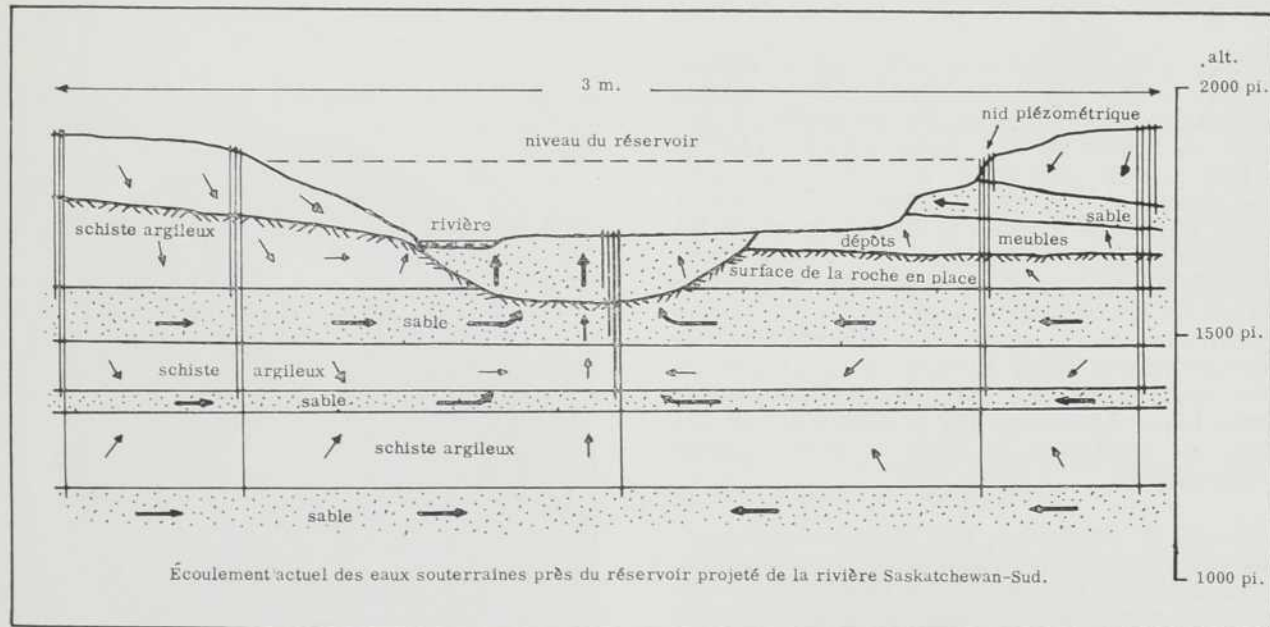 alt.
2000 pi.
3 m.
nid piézométrique
niveau du réservoir
rivière
sable
schiste argileux
dépôts meubles
surface de la roche en place
sable
1500 pi.
schiste argileux
sable
schiste argileux
sable
Écoulement actuel des eaux souterraines près du réservoir projeté de la rivière Saskatchewan-Sud.
1000 pi.